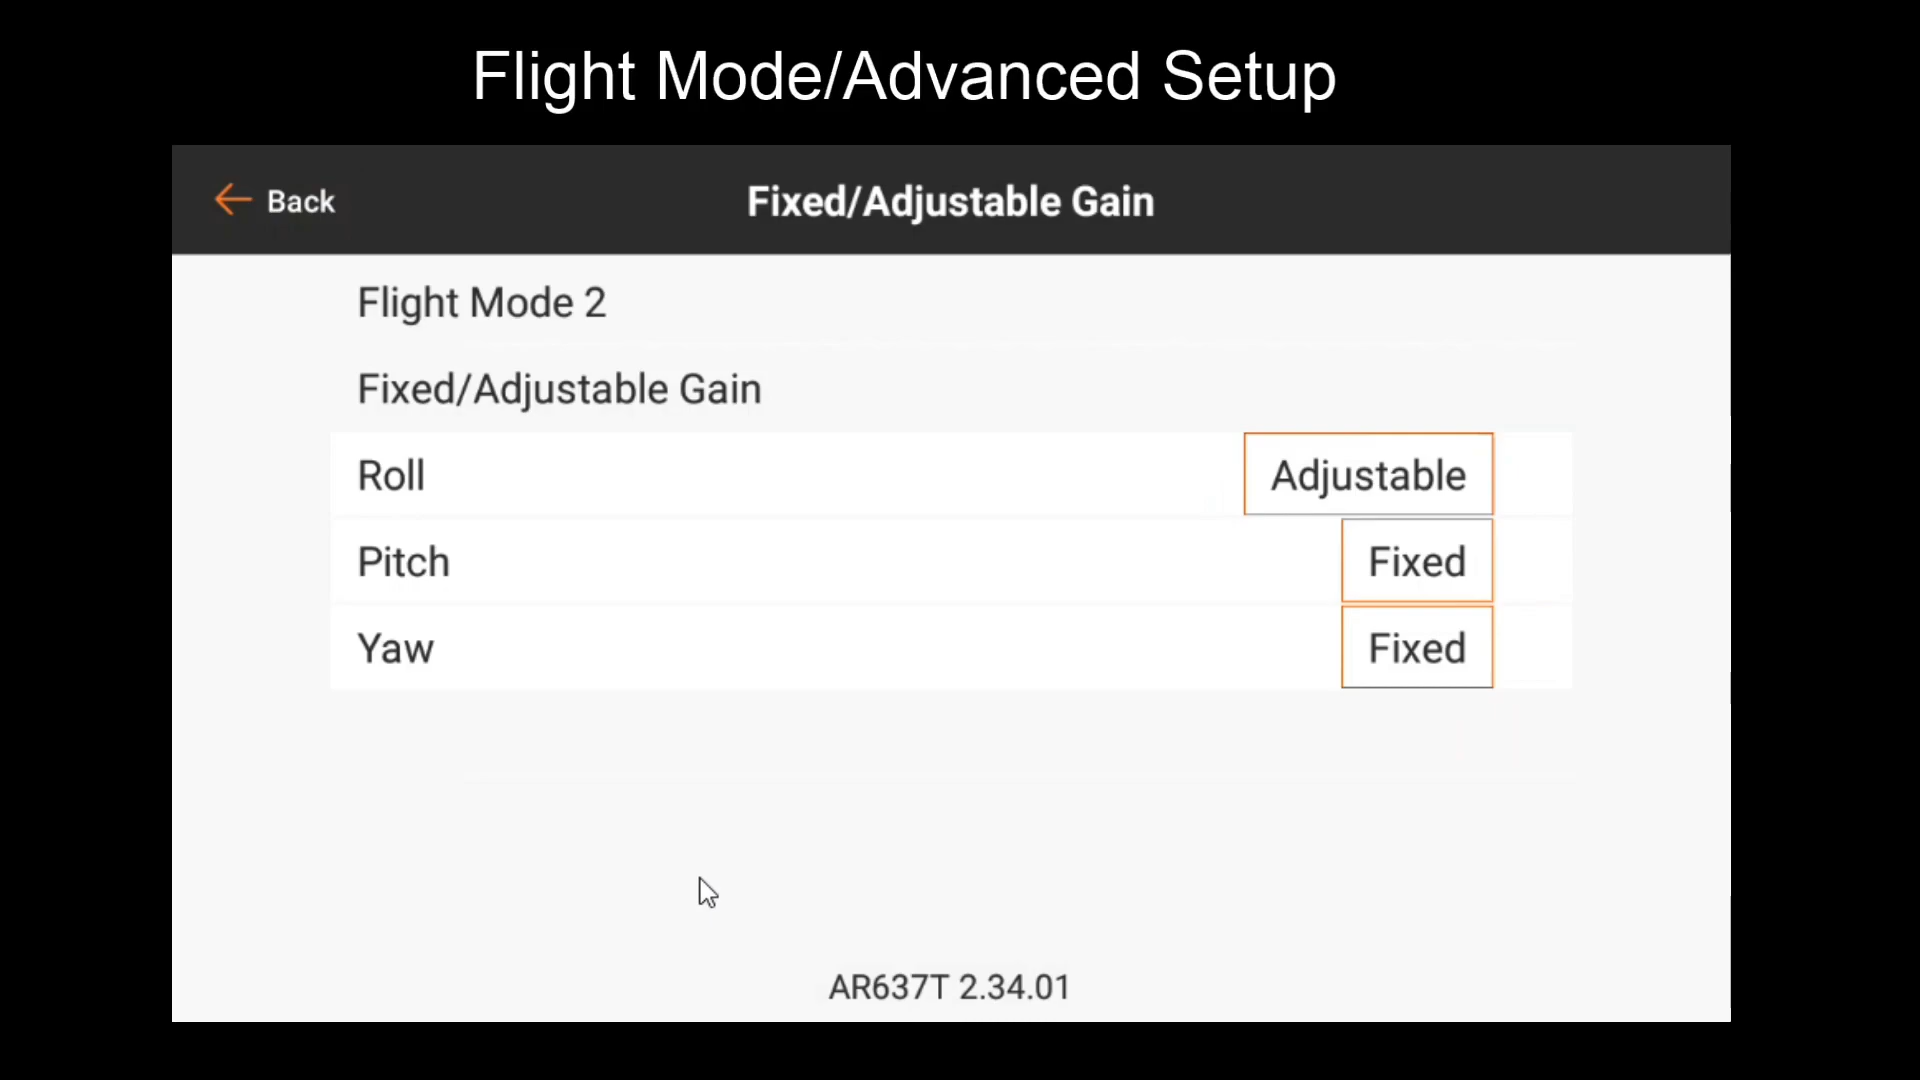 Flight Mode/Advanced Setup
Back
Fixed/Adjustable Gain
Flight Mode 2
Fixed/Adjustable Gain
Roll Adjustable
Pitch Fixed
Yaw Fixed
AR637T 2.34.01